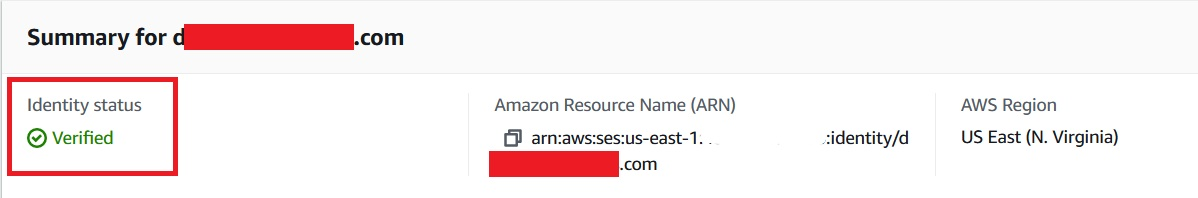 Summary for d .com
Identity status
Verified
Amazon Resource Name (ARN)
arn:aws:ses:us-east-1: :identity/d
.com
AWS Region
US East (N. Virginia)